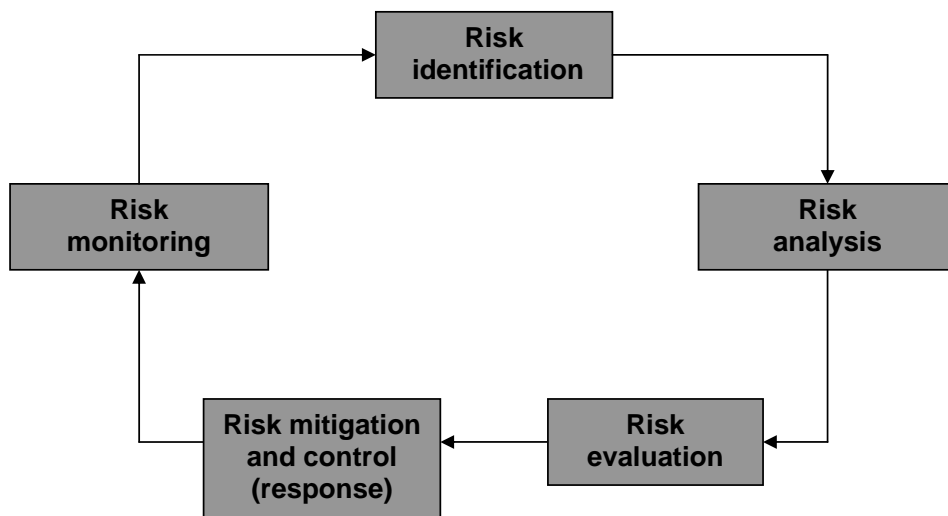 Risk
identification
Risk
analysis
Risk
evaluation
Risk mitigation
and control
(response)
Risk
monitoring